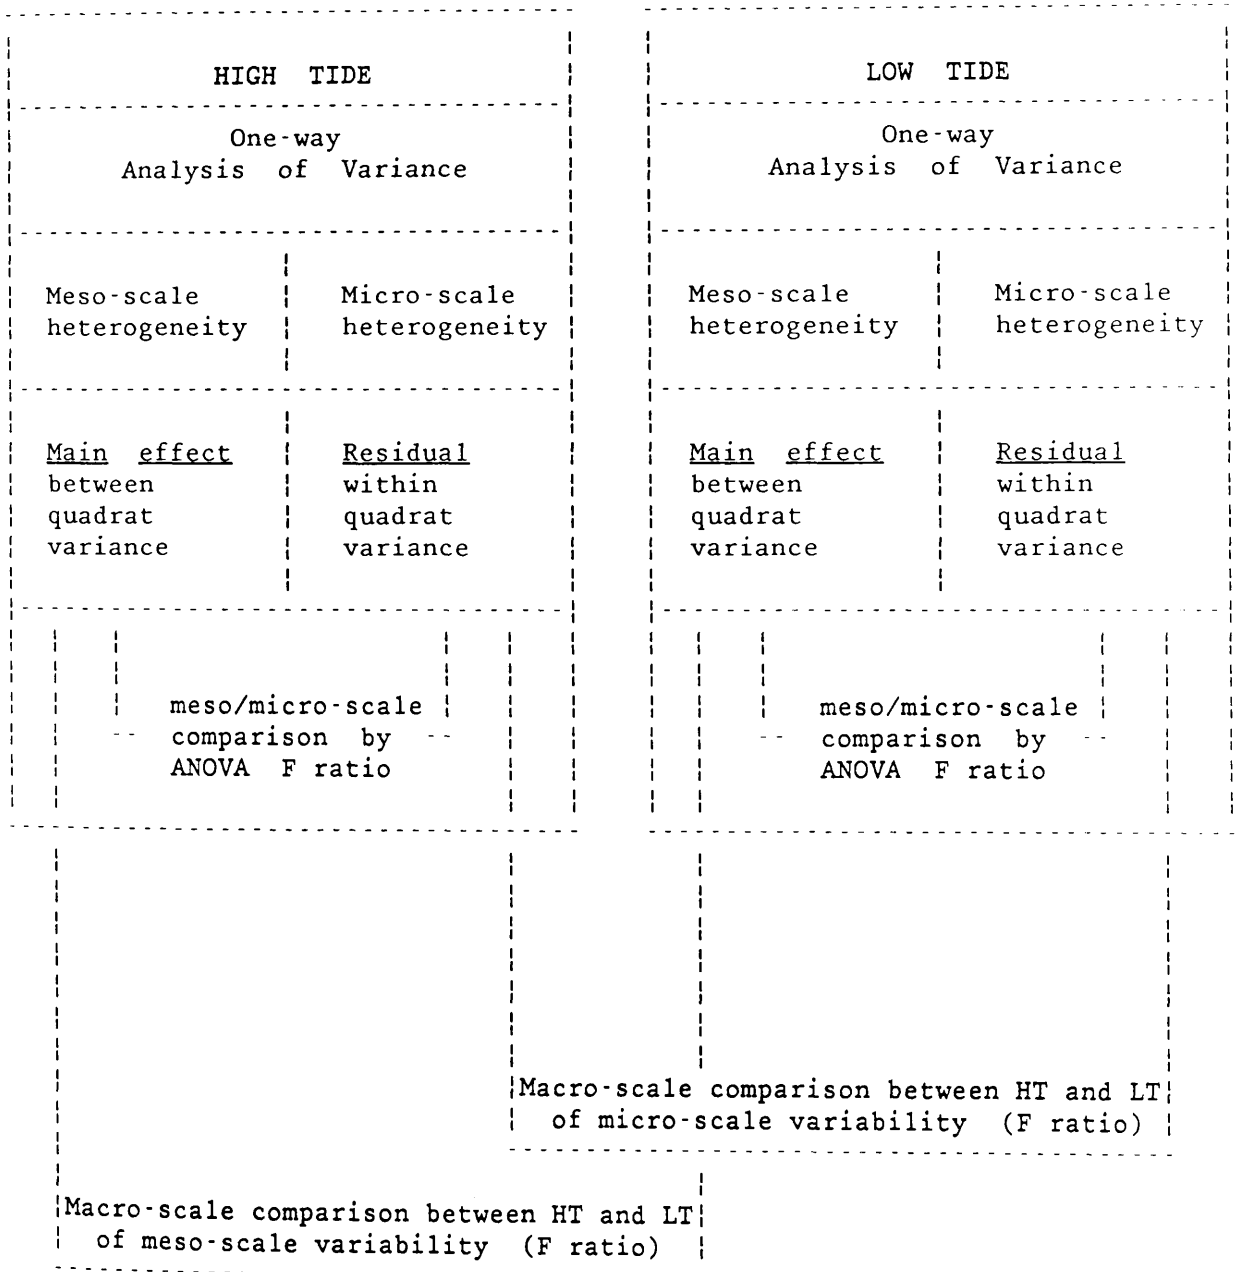 HIGH TIDE
One-way
Analysis of Variance
Meso-scale
heterogeneity
Micro-scale
heterogeneity
Main effect
between
quadrat
variance
Residual
within
quadrat
variance
meso/micro-scale
comparison by
ANOVA F ratio
LOW TIDE
One-way
Analysis of Variance
Meso-scale
heterogeneity
Micro-scale
heterogeneity
Main effect
between
quadrat
variance
Residual
within
quadrat
variance
meso/micro-scale
comparison by
ANOVA F ratio
Macro-scale comparison between HT and LT
of micro-scale variability (F ratio)
Macro-scale comparison between HT and LT
of meso-scale variability (F ratio)